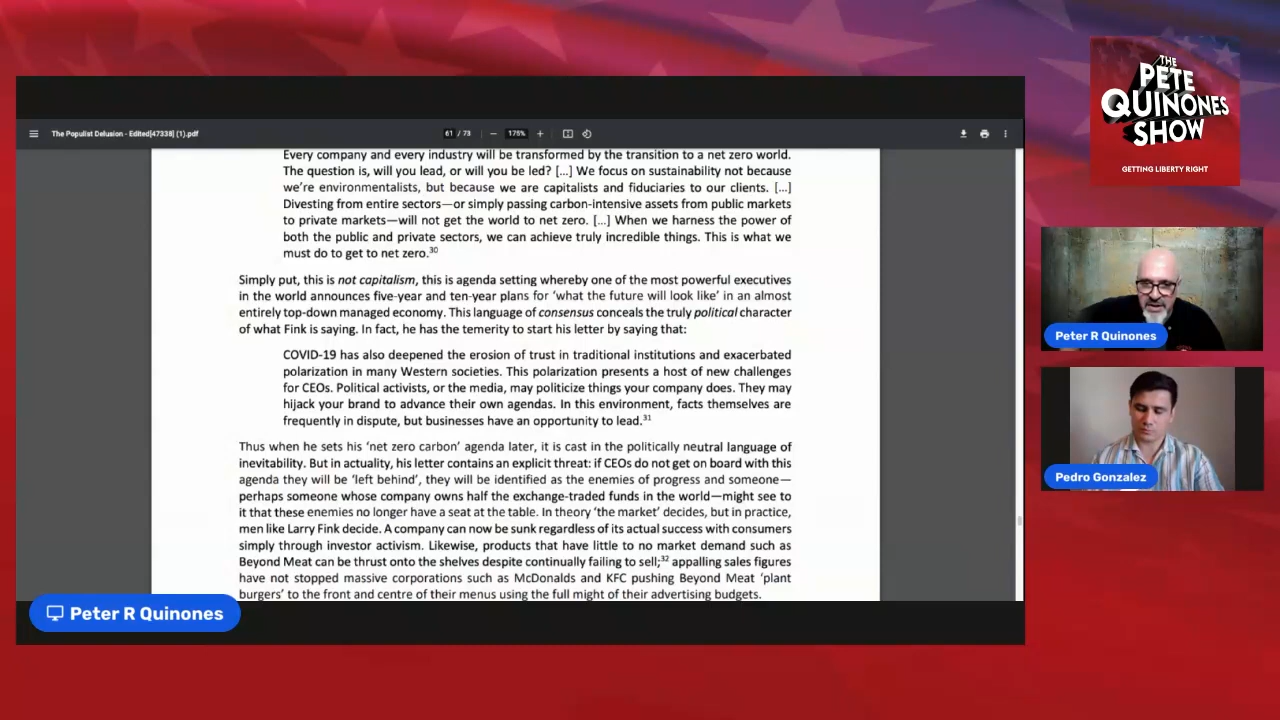 The Populist Delusion - Edited[47338] (1).pdf
61 / 73
175%
Every company and every industry will be transformed by the transition to a net zero world.
The question is, will you lead, or will you be led? [...] We focus on sustainability not because
we're environmentalists, but because we are capitalists and fiduciaries to our clients. [...]
Divesting from entire sectors—or simply passing carbon-intensive assets from public markets
to private markets—will not get the world to net zero. [...] When we harness the power of
both the public and private sectors, we can achieve truly incredible things. This is what we
must do to get to net zero.30
Simply put, this is not capitalism, this is agenda setting whereby one of the most powerful executives
in the world announces five-year and ten-year plans for 'what the future will look like' in an almost
entirely top-down managed economy. This language of consensus conceals the truly political character
of what Fink is saying. In fact, he has the temerity to start his letter by saying that:
COVID-19 has also deepened the erosion of trust in traditional institutions and exacerbated
polarization in many Western societies. This polarization presents a host of new challenges
for CEOs. Political activists, or the media, may politicize things your company does. They may
hijack your brand to advance their own agendas. In this environment, facts themselves are
frequently in dispute, but businesses have an opportunity to lead.31
Thus when he sets his 'net zero carbon' agenda later, it is cast in the politically neutral language of
inevitability. But in actuality, his letter contains an explicit threat: if CEOs do not get on board with this
agenda they will be 'left behind', they will be identified as the enemies of progress and someone—
perhaps someone whose company owns half the exchange-traded funds in the world—might see to
it that these enemies no longer have a seat at the table. In theory 'the market' decides, but in practice,
men like Larry Fink decide. A company can now be sunk regardless of its actual success with consumers
simply through investor activism. Likewise, products that have little to no market demand such as
Beyond Meat can be thrust onto the shelves despite continually failing to sell;32 appalling sales figures
have not stopped massive corporations such as McDonalds and KFC pushing Beyond Meat 'plant
burgers' to the front and centre of their menus using the full might of their advertising budgets.
Peter R Quinones
THE
PETE
QUINONES
SHOW
GETTING LIBERTY RIGHT
Peter R Quinones
Pedro Gonzalez